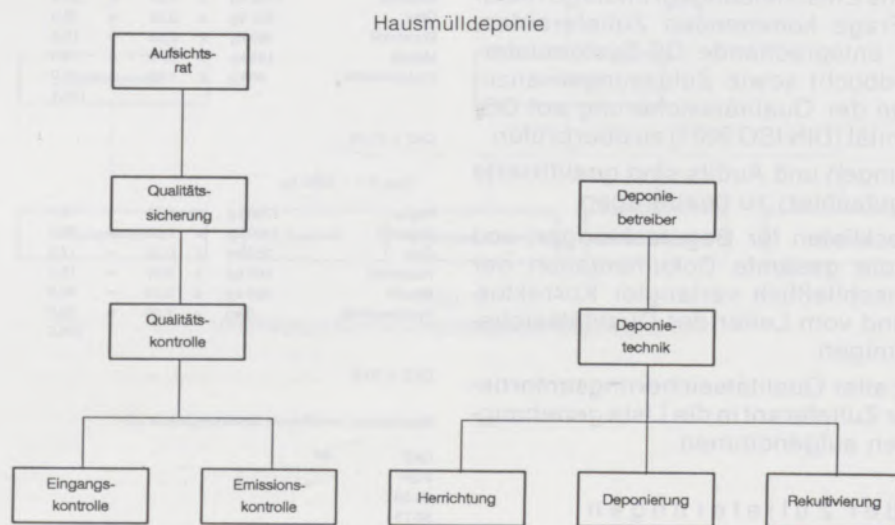 Hausmülldeponie
Aufsichts-
rat
Qualitäts-
sicherung
Deponie-
betreiber
Qualitäts-
kontrolle
Deponie-
technik
Eingangs-
kontrolle
Emissions-
kontrolle
Herrichtung
Deponierung
Rekultivierung